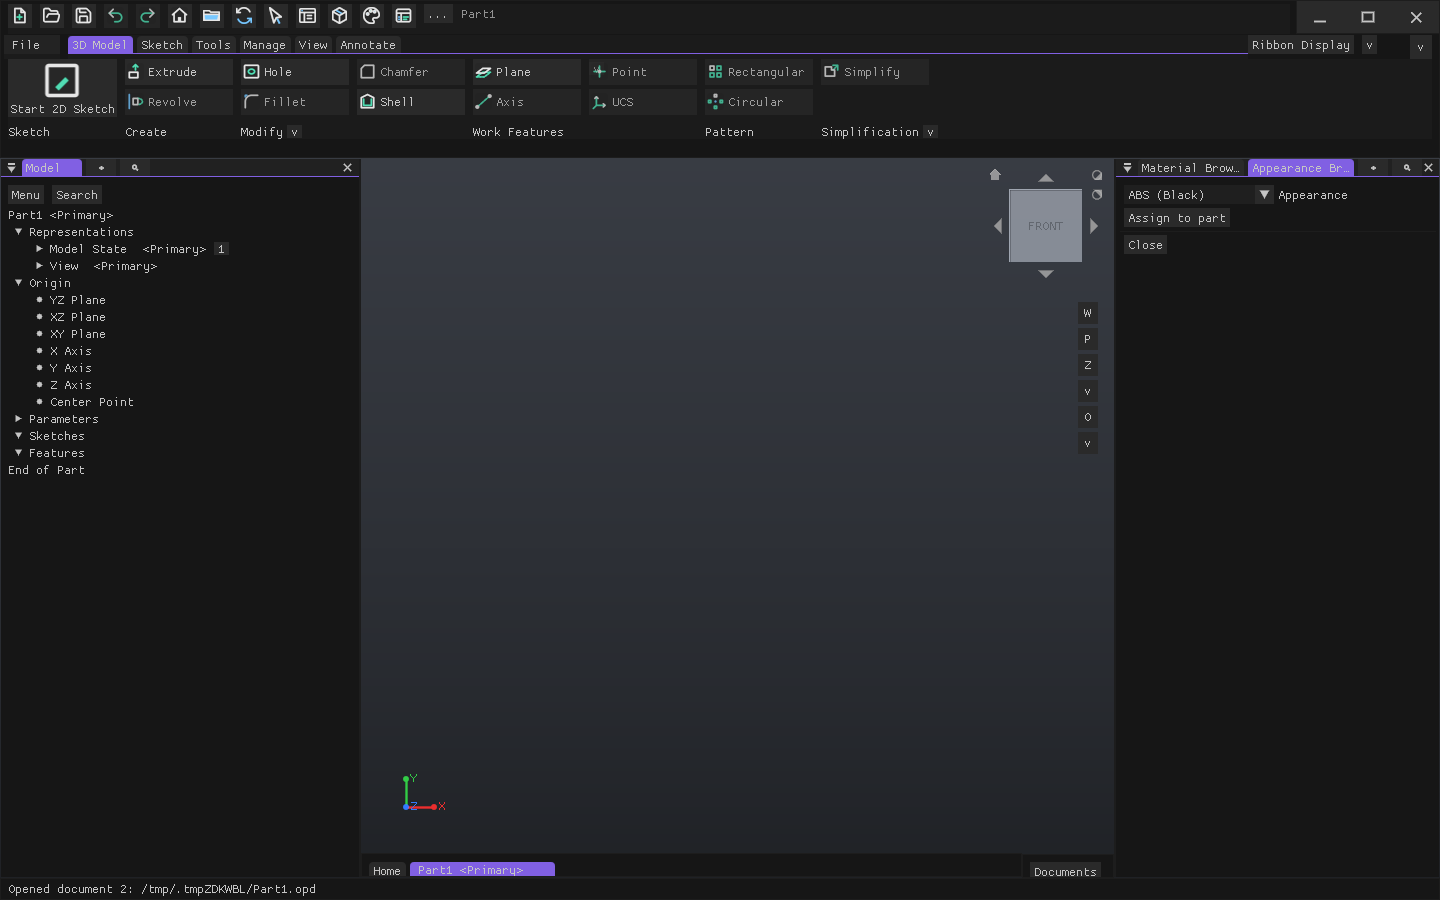 ... Part1
File 3D Model Sketch Tools Manage View Annotate Ribbon Display v v
Start 2D Sketch
Extrude Hole Chamfer Plane Point Rectangular Simplify
Revolve Fillet Shell Axis UCS Circular
Sketch Create Modify v Work Features Pattern Simplification v
Model
Menu Search
Part1 <Primary>
Representations
Model State <Primary> 1
View <Primary>
Origin
YZ Plane
XZ Plane
XY Plane
X Axis
Y Axis
Z Axis
Center Point
Parameters
Sketches
Features
End of Part
FRONT
W
P
Z
v
O
v
Y
Z X
Material Brow…
Appearance Br…
ABS (Black) Appearance
Assign to part
Close
Home Part1 <Primary> Documents
Opened document 2: /tmp/.tmpZDKWBL/Part1.opd